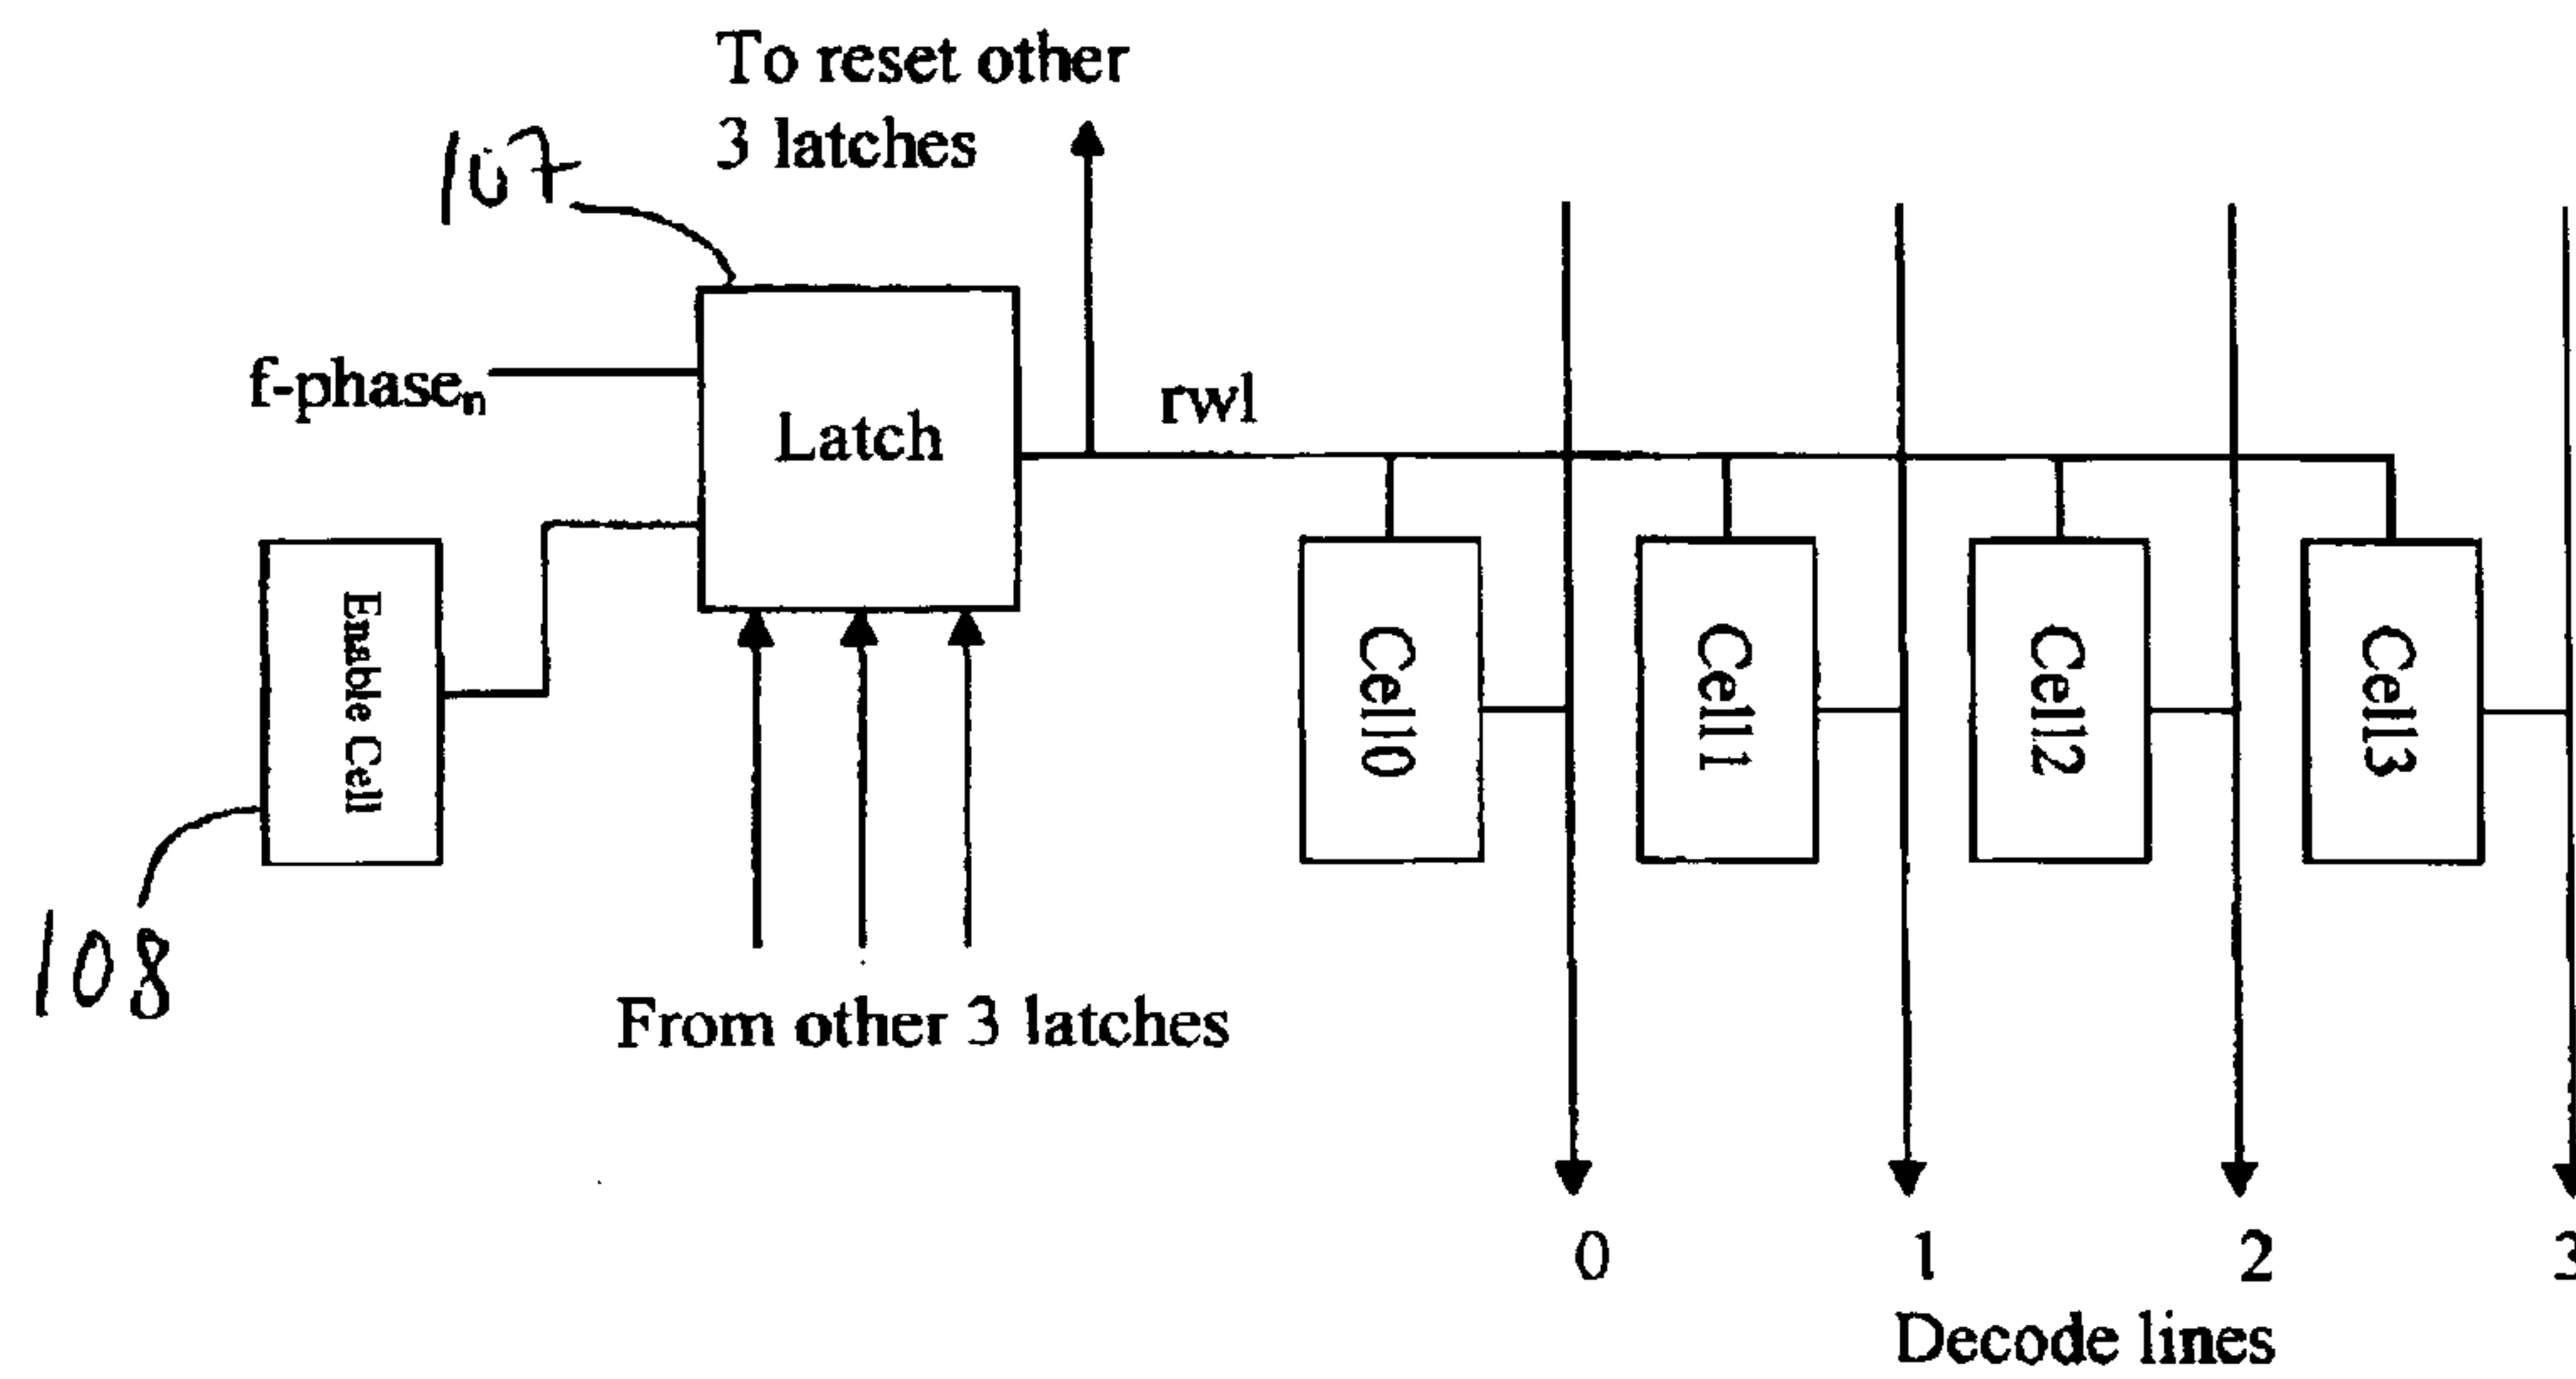 To reset other
3 latches
107
f-phasen
Latch
rwl
Enable Cell
Cell0
Cell1
Cell2
Cell3
108
From other 3 latches
0 1 2 3
Decode lines